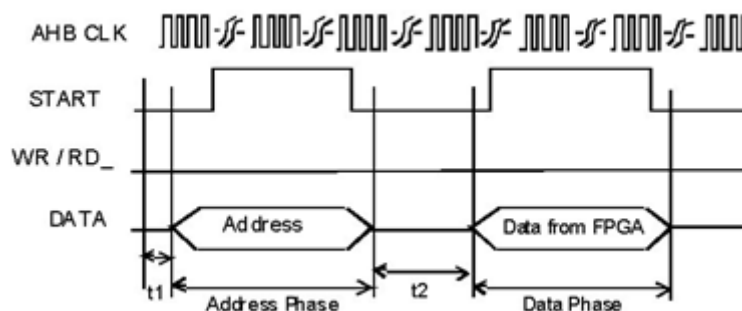 AHB CLK
START
WR / RD_
DATA
Address
Data from FPGA
t1
Address Phase
t2
Data Phase